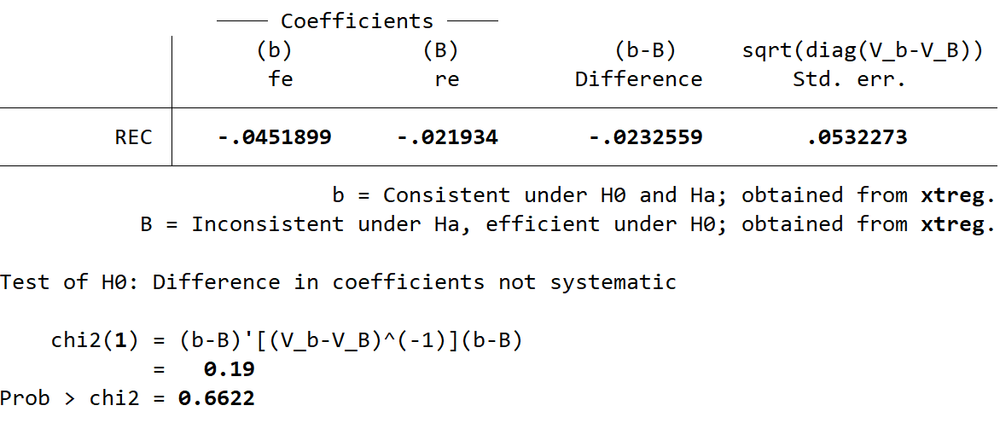 Coefficients
(b) (B) (b-B) sqrt(diag(V_b-V_B))
fe re Difference Std. err.
REC -.0451899 -.021934 -.0232559 .0532273
b = Consistent under H0 and Ha; obtained from xtreg.
B = Inconsistent under Ha, efficient under H0; obtained from xtreg.
Test of H0: Difference in coefficients not systematic
chi2(1) = (b-B)'[(V_b-V_B)^(-1)](b-B)
= 0.19
Prob > chi2 = 0.6622